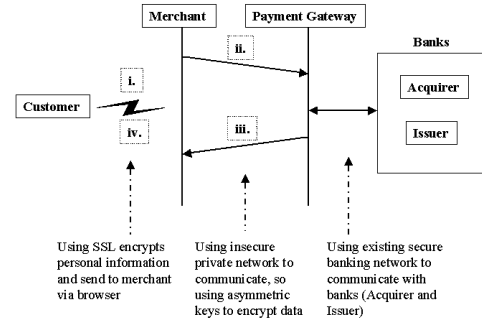 Merchant
Payment Gateway
Banks
ii.
i.
Acquirer
Customer
iv.
iii.
Issuer
Using SSL encrypts
personal information
and send to merchant
via browser
Using insecure
private network to
communicate, so
using asymmetric
keys to encrypt data
Using existing secure
banking network to
communicate with
banks (Acquirer and
Issuer)